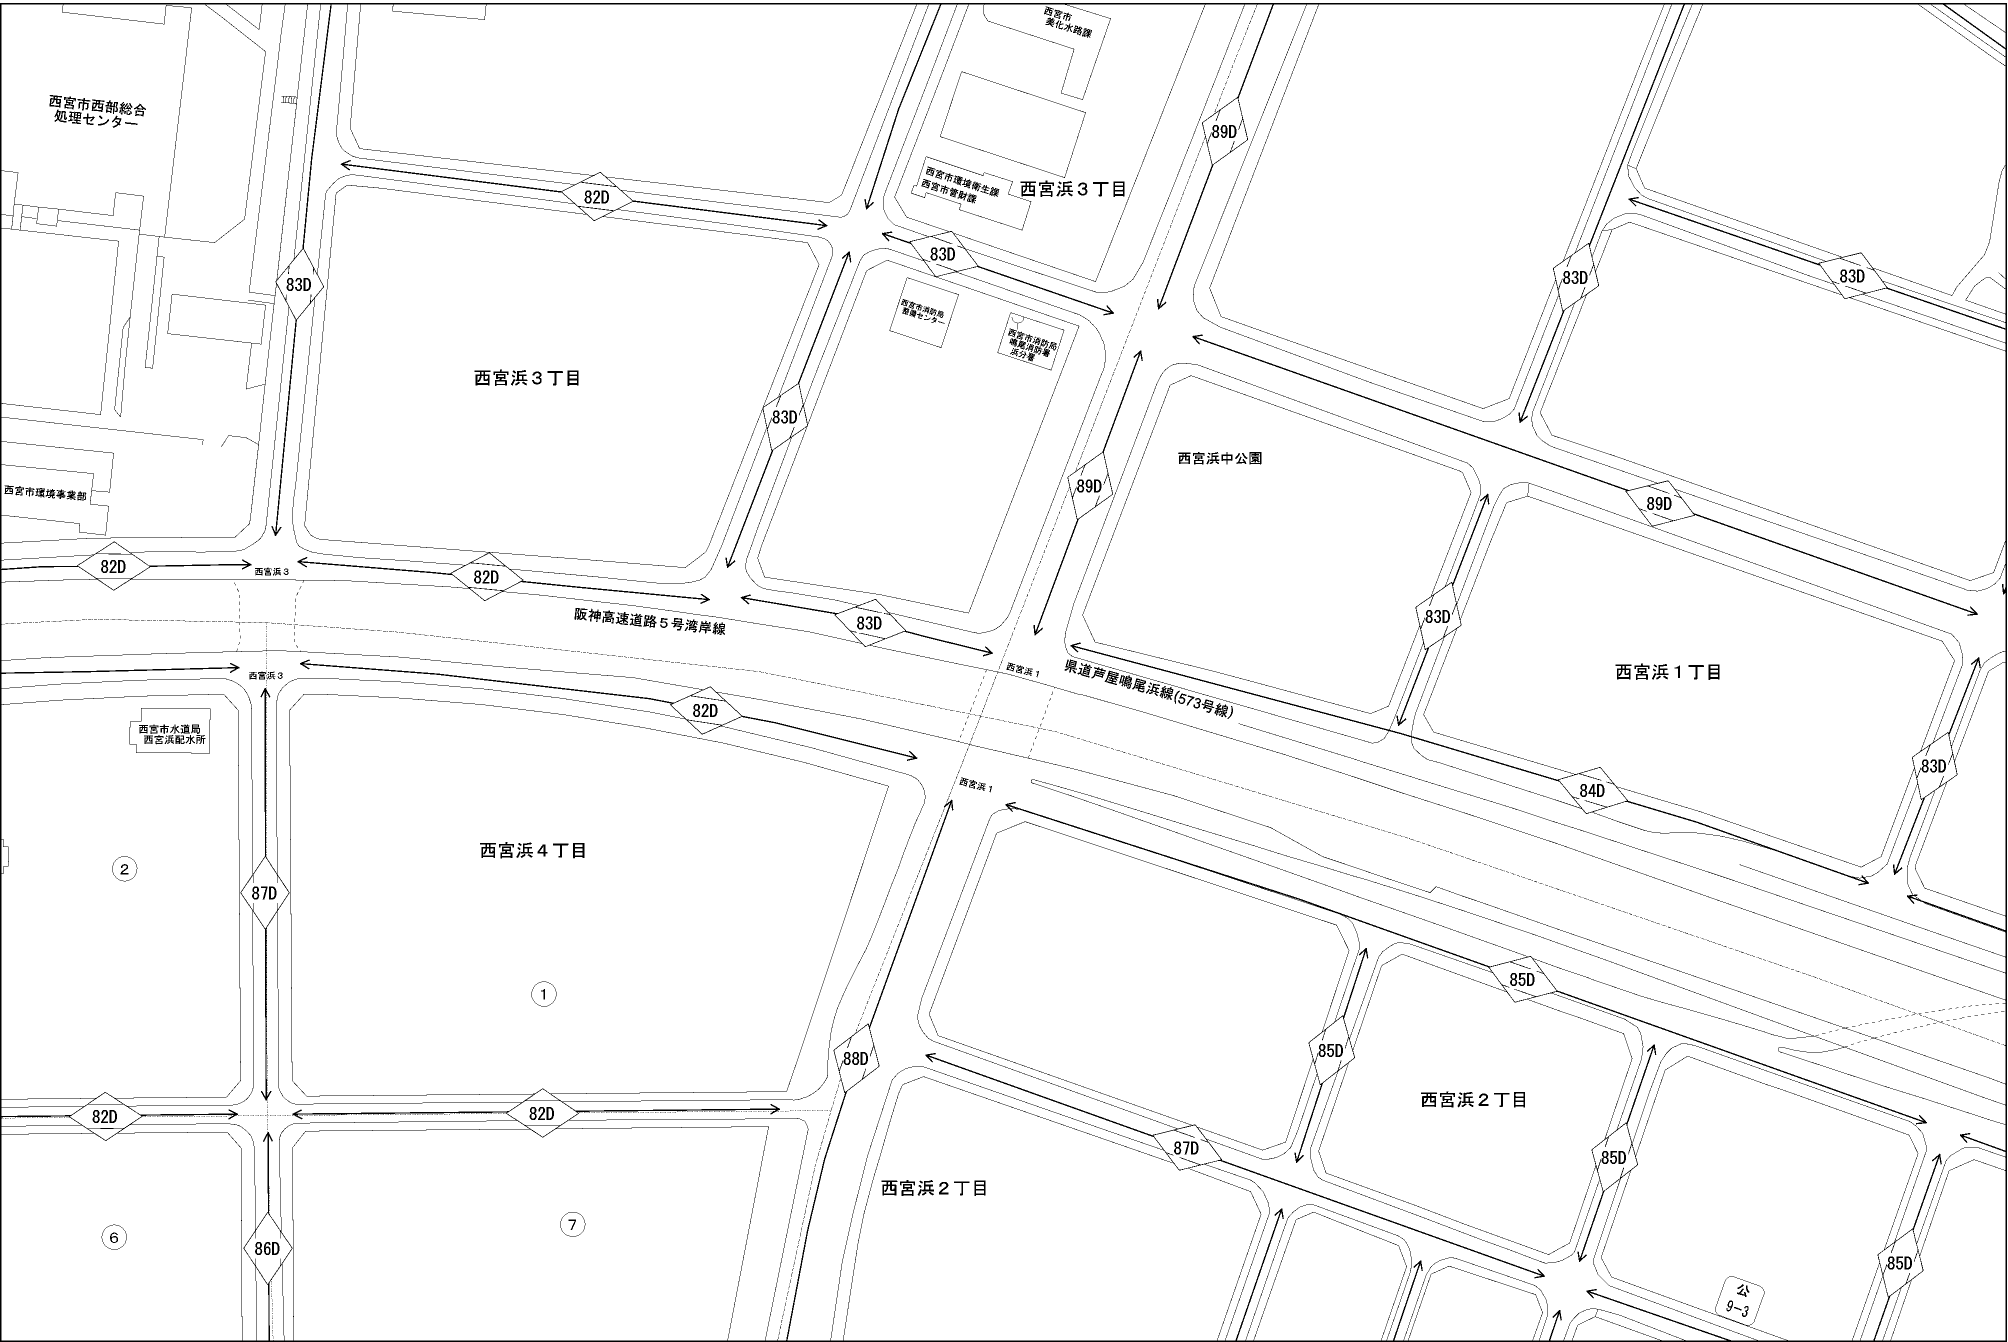 西宮市
美化水路課
西宮市西部総合
処理センター
89D
82D
西宮市環境衛生課
西宮市管財課
西宮浜３丁目
83D
83D
83D
83D
西宮市消防局
整備センター
西宮市消防局
鳴尾消防署
浜分署
西宮浜３丁目
83D
西宮浜中公園
89D
西宮市環境事業部
89D
82D
西宮浜３
82D
阪神高速道路５号湾岸線
83D
83D
西宮浜３
西宮浜１
県道芦屋鳴尾浜線(573号線)
西宮浜１丁目
82D
西宮市水道局
西宮浜配水所
西宮浜１
83D
84D
西宮浜４丁目
②
87D
①
85D
88D
85D
西宮浜２丁目
82D
82D
87D
85D
西宮浜２丁目
⑥
86D
⑦
85D
公
9-3